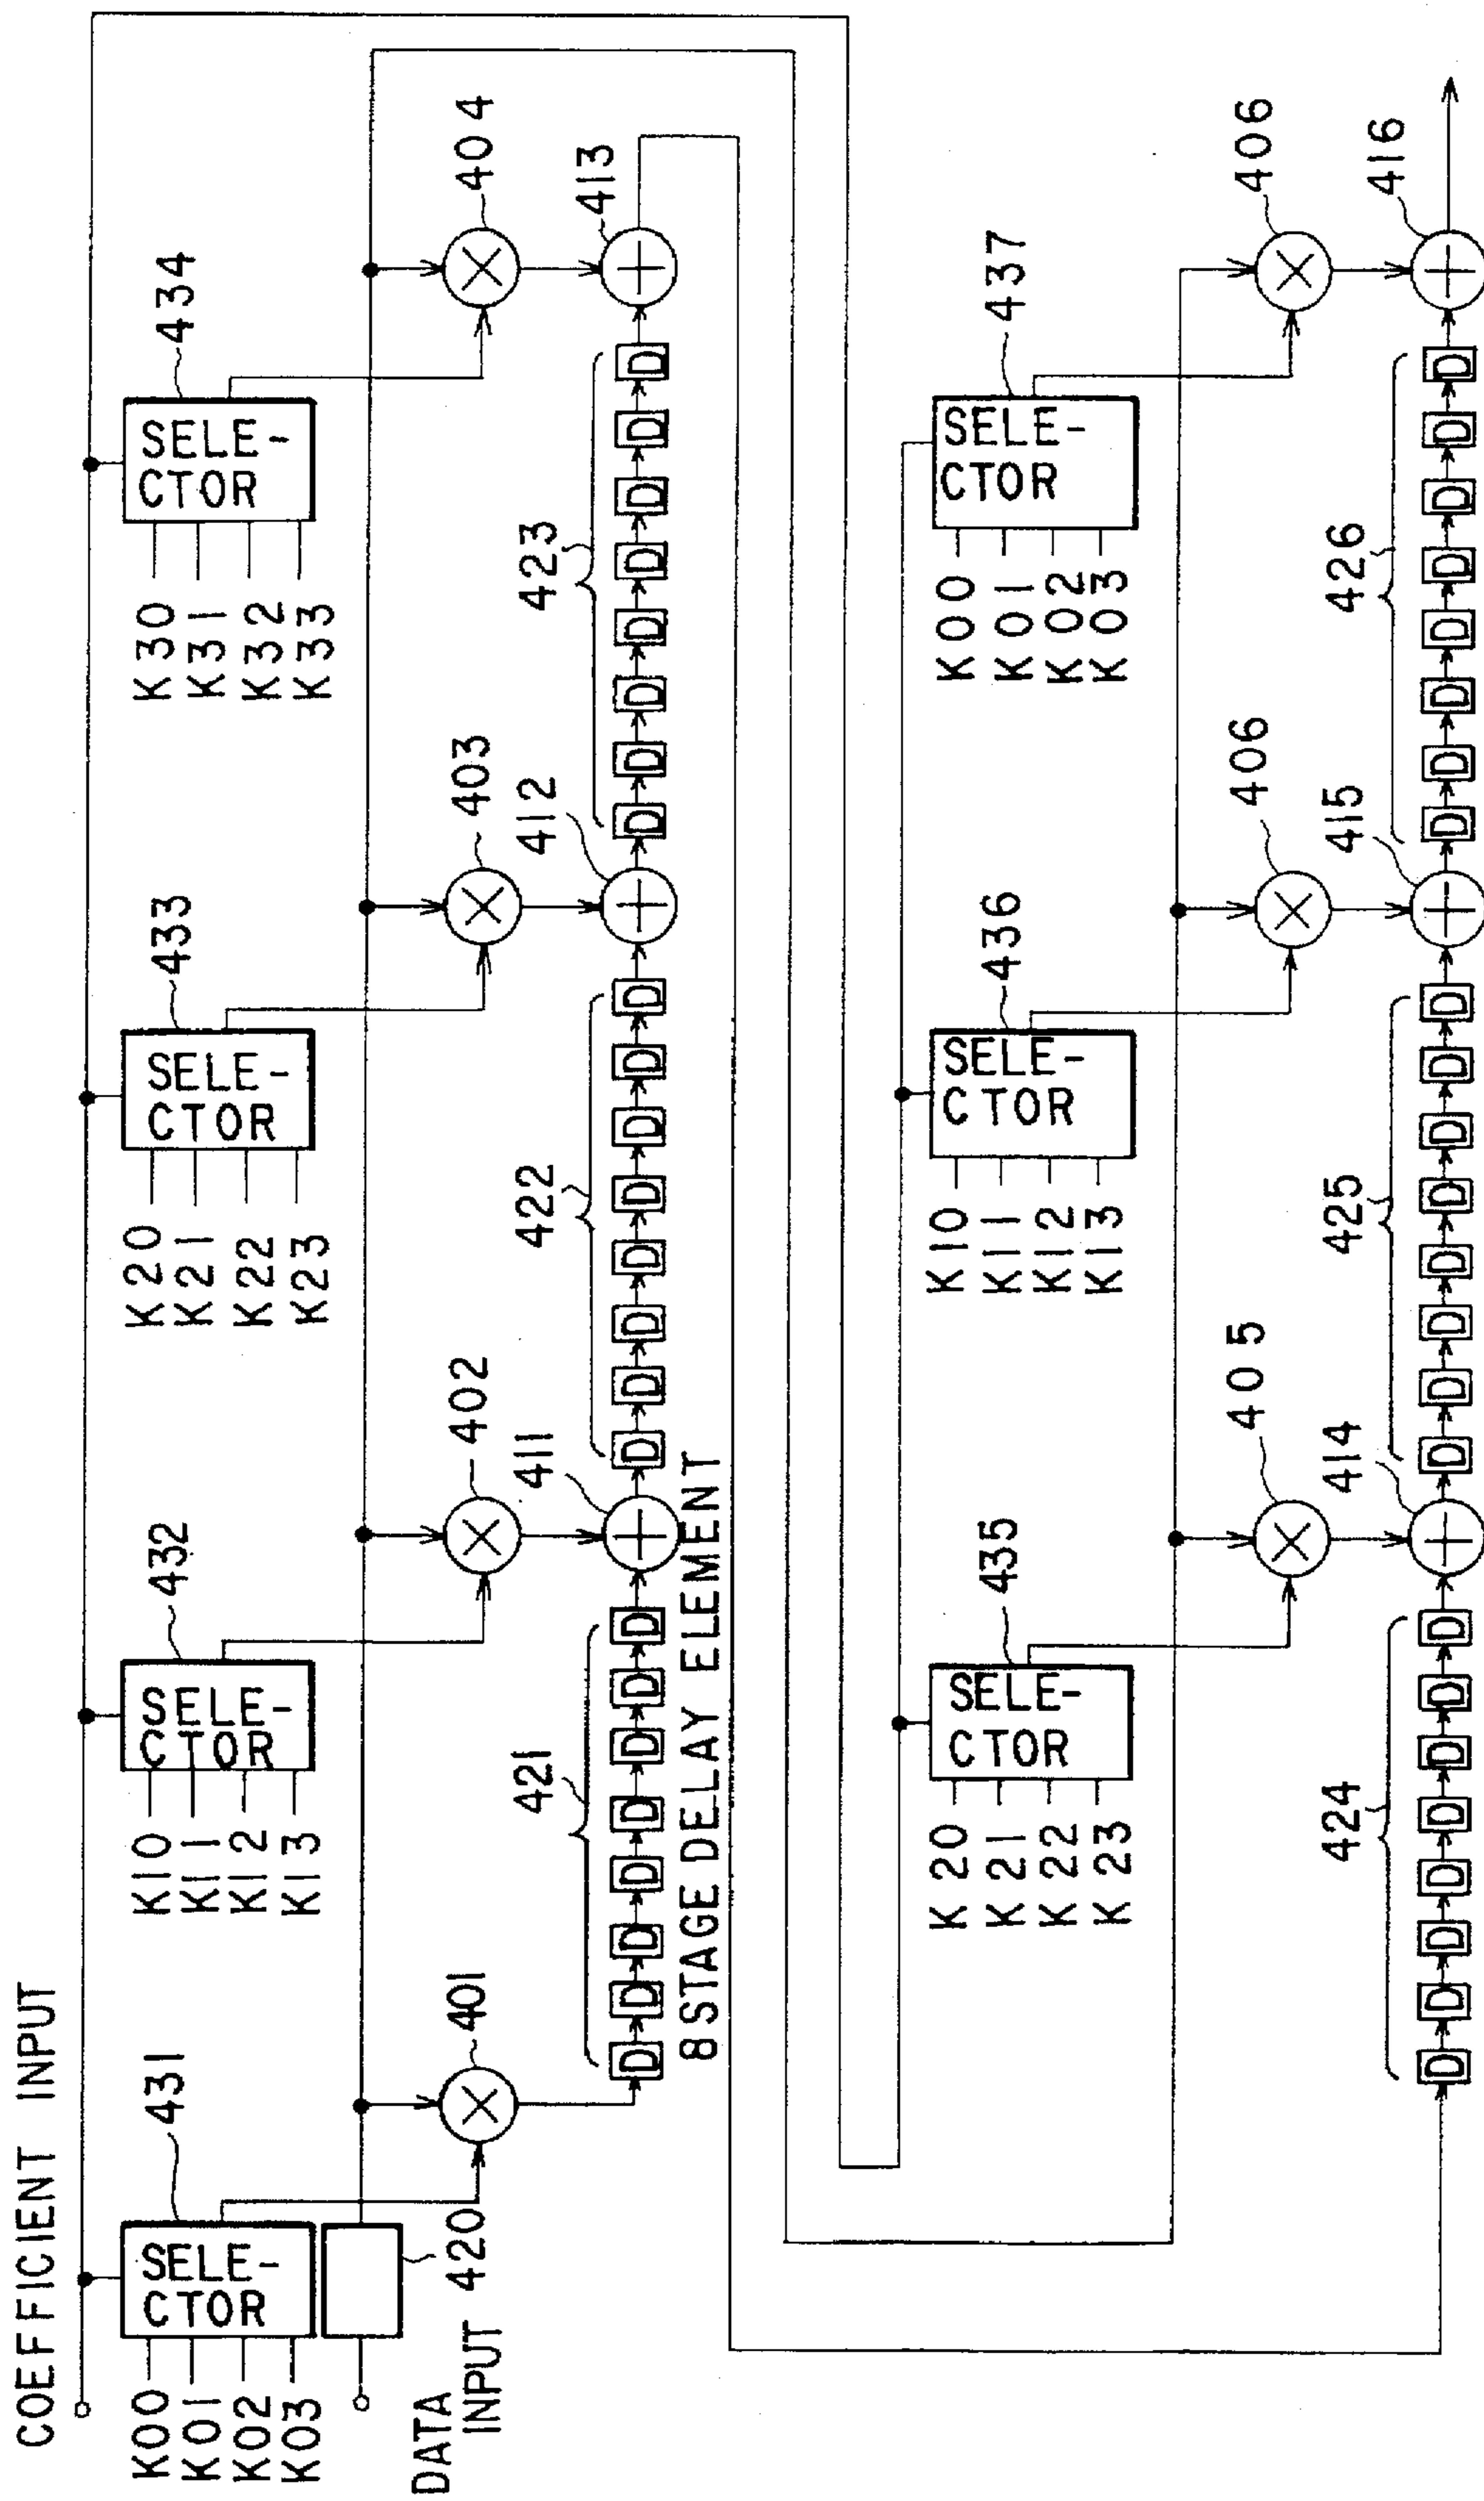 COEFFICIENT INPUT
431
432
433
434
SELE-
CTOR
SELE-
CTOR
SELE-
CTOR
SELE-
CTOR
K00
K01
K02
K03
K10
K11
K12
K13
K20
K21
K22
K23
K30
K31
K32
K33
DATA
INPUT
420
401
402
403
404
411
412
413
421
422
423
D D D D D D D D
D D D D D D D D
D D D D D D D D
8 STAGE DELAY ELEMENT
435
436
437
SELE-
CTOR
SELE-
CTOR
SELE-
CTOR
K20
K21
K22
K23
K10
K11
K12
K13
K00
K01
K02
K03
405
406
406
414
415
416
424
425
426
D D D D D D D D
D D D D D D D D
D D D D D D D D